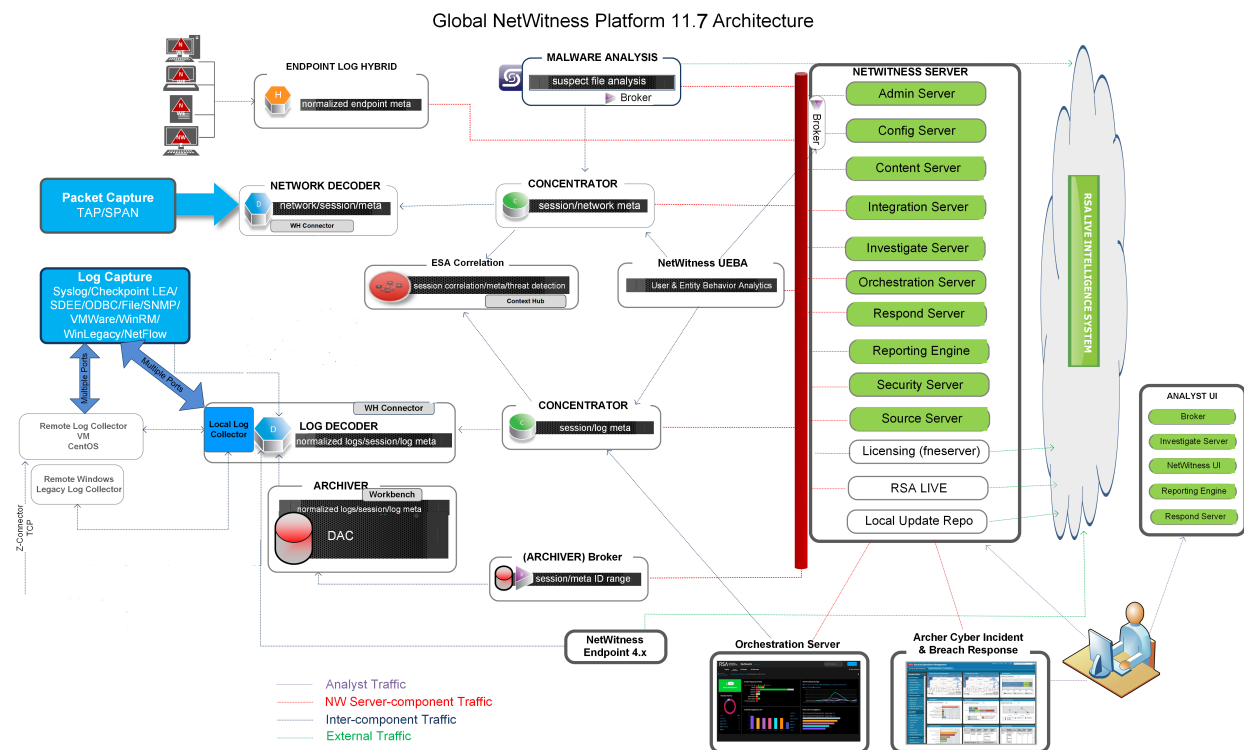 Global NetWitness Platform 11.7 Architecture
ENDPOINT LOG HYBRID
normalized endpoint meta
MALWARE ANALYSIS
suspect file analysis
Broker
NETWITNESS SERVER
Broker
Admin Server
Config Server
Content Server
Integration Server
Investigate Server
Orchestration Server
Respond Server
Reporting Engine
Security Server
Source Server
Licensing (fneserver)
RSA LIVE
Local Update Repo
RSA LIVE INTELLIGENCE SYSTEM
Packet Capture
TAP/SPAN
NETWORK DECODER
network/session/meta
WH Connector
CONCENTRATOR
session/network meta
ESA Correlation
session correlation/meta/threat detection
Context Hub
NetWitness UEBA
User & Entity Behavior Analytics
Log Capture
Syslog/Checkpoint LEA/
SDEE/ODBC/File/SNMP/
VMWare/WinRM/
WinLegacy/NetFlow
Multiple Ports
Multiple Ports
Remote Log Collector
VM
CentOS
Remote Windows
Legacy Log Collector
Z-Connector
TCP
WH Connector
Local Log
Collector
LOG DECODER
normalized logs/session/log meta
CONCENTRATOR
session/log meta
ARCHIVER
Workbench
normalized logs/session/log meta
DAC
(ARCHIVER) Broker
session/meta ID range
NetWitness
Endpoint 4.x
ANALYST UI
Broker
Investigate Server
NetWitness UI
Reporting Engine
Respond Server
Orchestration Server
RSA
Archer Cyber Incident
& Breach Response
Analyst Traffic
NW Server-component Traffic
Inter-component Traffic
External Traffic
N
N
NW
H
D
C
D
C